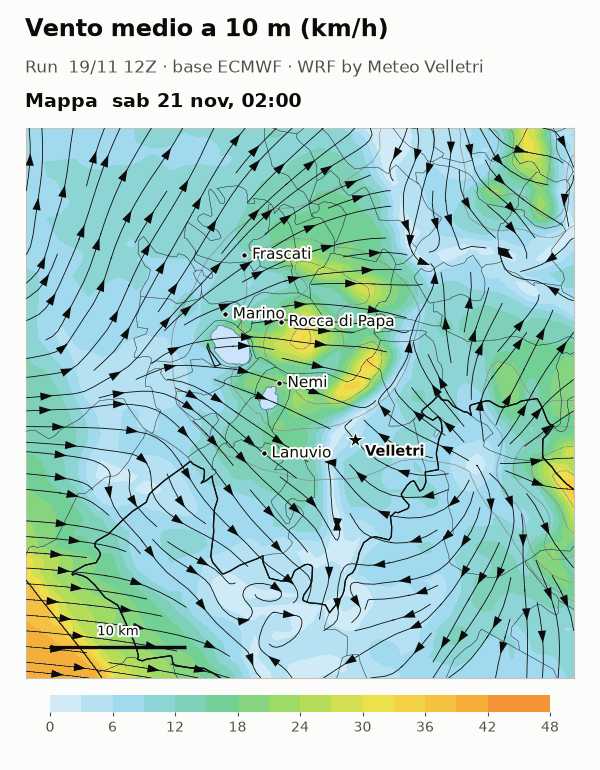 Vento medio a 10 m (km/h)
Run  19/11 12Z · base ECMWF · WRF by Meteo Velletri
Mappa  sab 21 nov, 02:00
Frascati
Marino
Rocca di Papa
Nemi
Velletri
Lanuvio
10 km
0 6 12 18 24 30 36 42 48